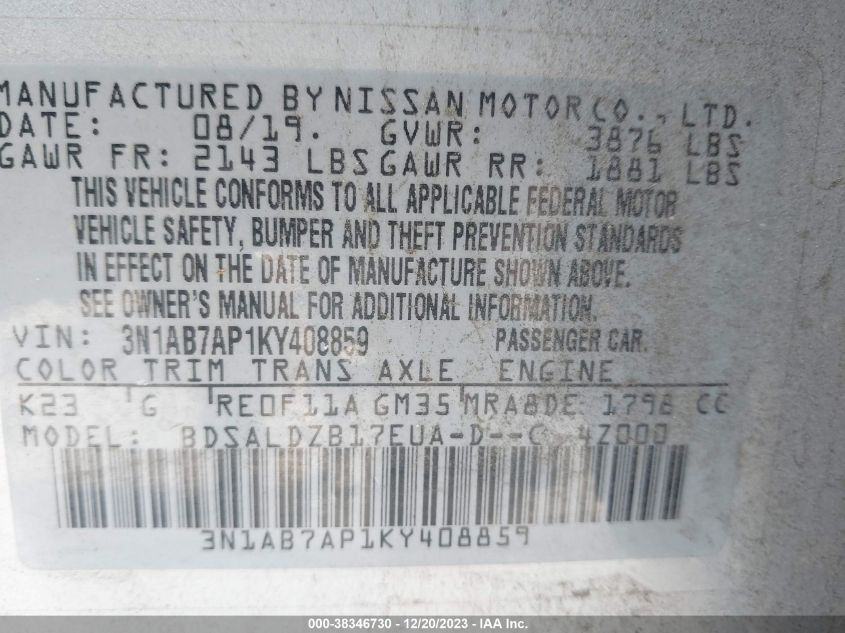 MANUFACTURED BY NISSAN MOTOR CO., LTD.
DATE: 08/19. GVWR: 3876 LBS
GAWR FR: 2143 LBS GAWR RR: 1881 LBS
THIS VEHICLE CONFORMS TO ALL APPLICABLE FEDERAL MOTOR
VEHICLE SAFETY, BUMPER AND THEFT PREVENTION STANDARDS
IN EFFECT ON THE DATE OF MANUFACTURE SHOWN ABOVE.
SEE OWNER'S MANUAL FOR ADDITIONAL INFORMATION.
VIN: 3N1AB7AP1KY408859 PASSENGER CAR.
COLOR TRIM TRANS AXLE ENGINE
K23 G RE0F11A GM35 MRA8DE 1798 CC
MODEL: BDSALDZB17EUA-D--C 4Z000
3N1AB7AP1KY408859
000-38346730 - 12/20/2023 - IAA Inc.